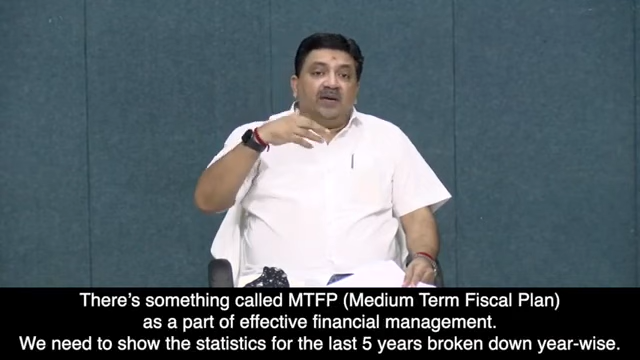 There's something called MTFP (Medium Term Fiscal Plan)
as a part of effective financial management.
We need to show the statistics for the last 5 years broken down year-wise.